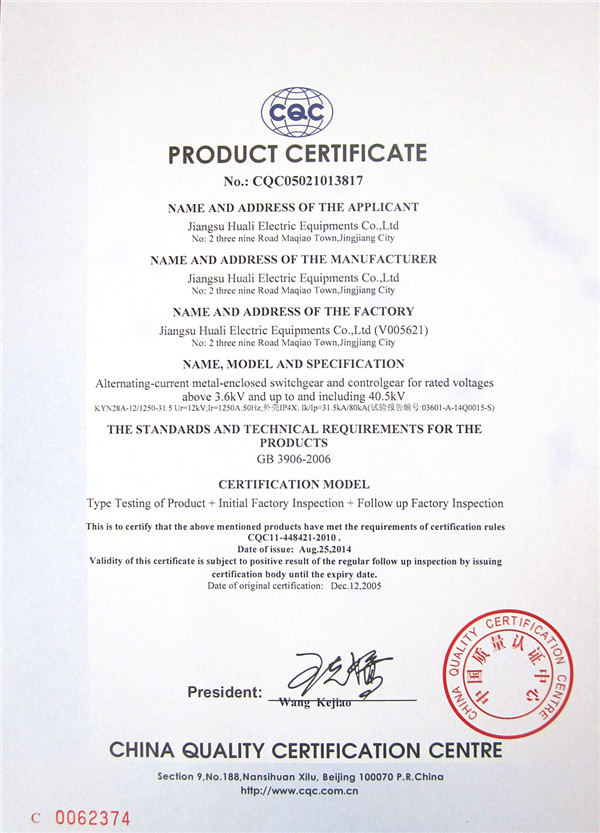 CQC
PRODUCT CERTIFICATE
No.: CQC05021013817
NAME AND ADDRESS OF THE APPLICANT
Jiangsu Huali Electric Equipments Co.,Ltd
No: 2 three nine Road Maqiao Town,Jingjiang City
NAME AND ADDRESS OF THE MANUFACTURER
Jiangsu Huali Electric Equipments Co.,Ltd
No: 2 three nine Road Maqiao Town,Jingjiang City
NAME AND ADDRESS OF THE FACTORY
Jiangsu Huali Electric Equipments Co.,Ltd (V005621)
No: 2 three nine Road Maqiao Town,Jingjiang City
NAME, MODEL AND SPECIFICATION
Alternating-current metal-enclosed switchgear and controlgear for rated voltages
above 3.6kV and up to and including 40.5kV
KYN28A-12/1250-31.5 Ur=12kV;Ir=1250A;50Hz;外壳IP4X; Ik/Ip=31.5kA/80kA(试验报告编号:03601-A-14Q0015-S)
THE STANDARDS AND TECHNICAL REQUIREMENTS FOR THE
PRODUCTS
GB 3906-2006
CERTIFICATION MODEL
Type Testing of Product + Initial Factory Inspection + Follow up Factory Inspection
This is to certify that the above mentioned products have met the requirements of certification rules
CQC11-448421-2010 .
Date of issue: Aug.25,2014
Validity of this certificate is subject to positive result of the regular follow up inspection by issuing
certification body until the expiry date.
Date of original certification: Dec.12,2005
President:
Wang Kejiao
CHINA QUALITY CERTIFICATION CENTRE
中国质量认证中心
CHINA QUALITY CERTIFICATION CENTRE
Section 9,No.188,Nansihuan Xilu, Beijing 100070 P.R.China
http://www.cqc.com.cn
C 0062374